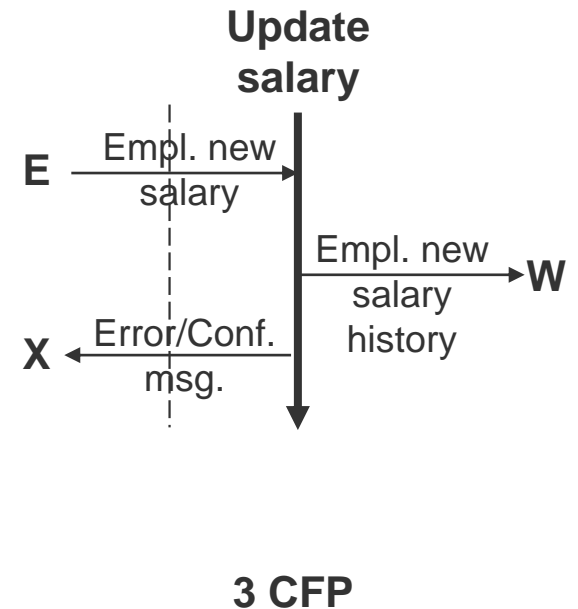 Update
salary
E
Empl. new
salary
Empl. new
salary
history
W
X
Error/Conf.
msg.
3 CFP